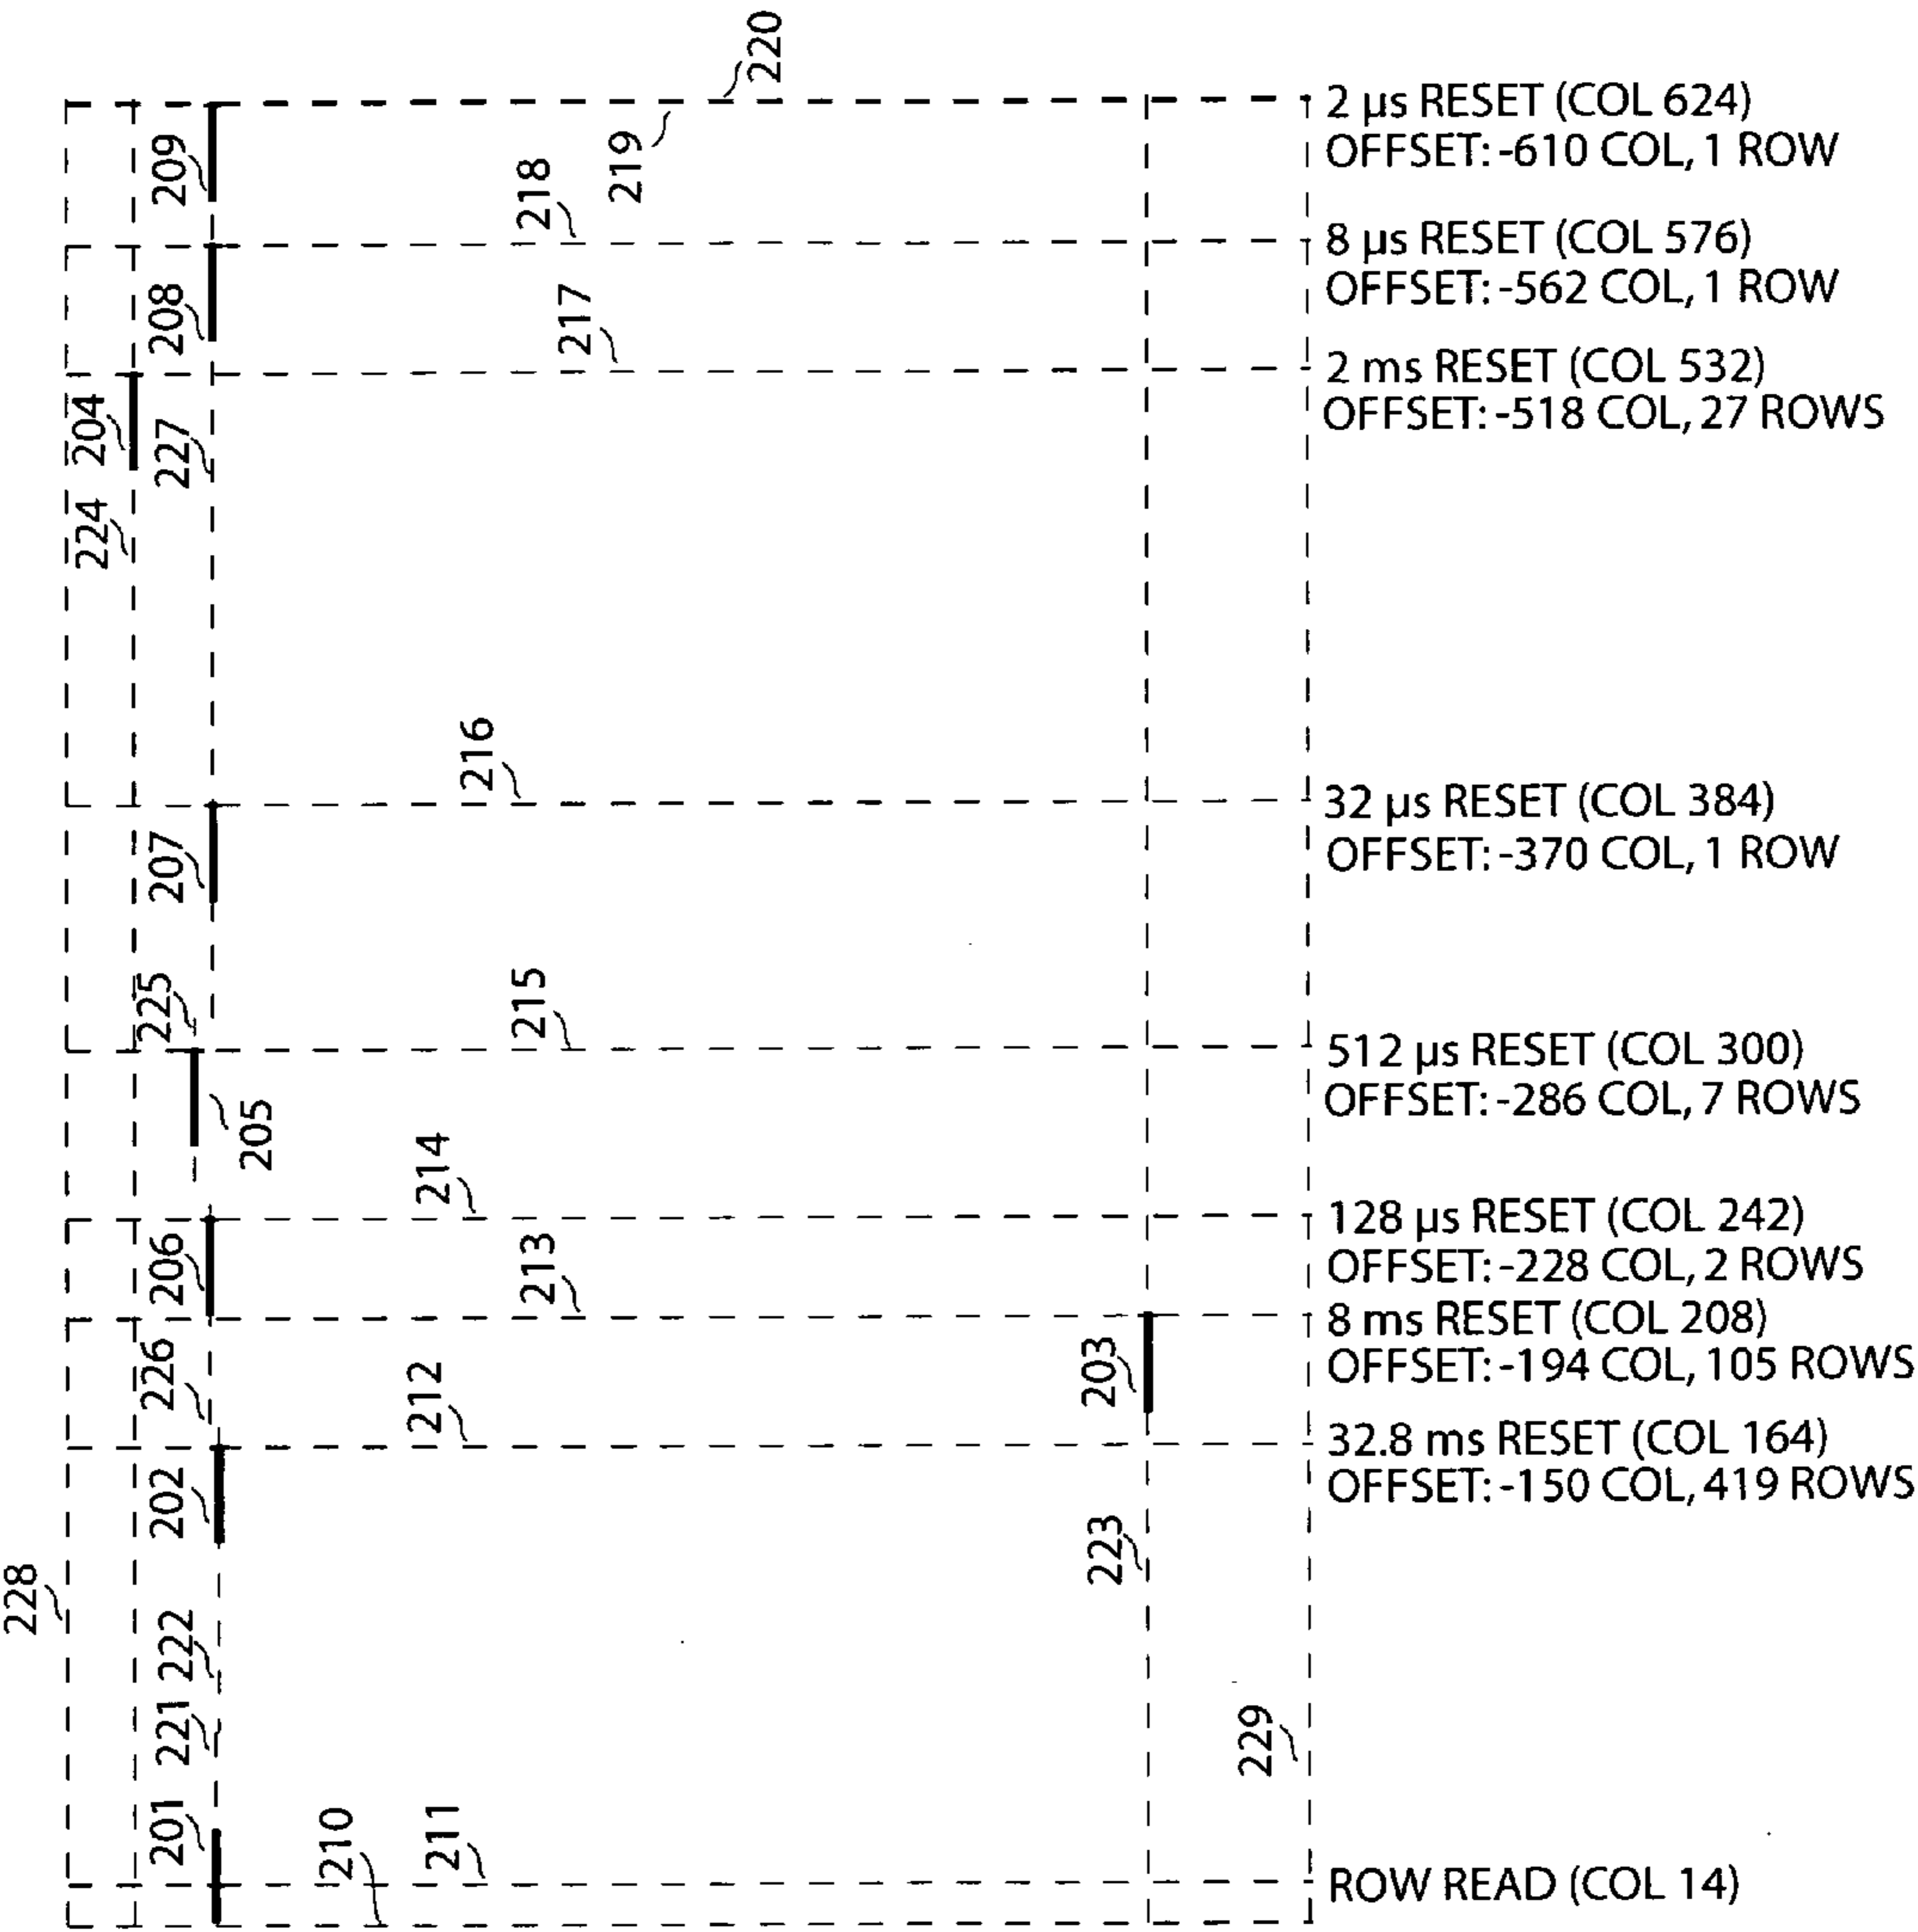 220
2 µs RESET (COL 624)
OFFSET: -610 COL, 1 ROW
209
219
218
8 µs RESET (COL 576)
OFFSET: -562 COL, 1 ROW
208
217
2 ms RESET (COL 532)
OFFSET: -518 COL, 27 ROWS
204
227
224
216
32 µs RESET (COL 384)
OFFSET: -370 COL, 1 ROW
207
225
215
512 µs RESET (COL 300)
OFFSET: -286 COL, 7 ROWS
205
214
128 µs RESET (COL 242)
OFFSET: -228 COL, 2 ROWS
206
213
8 ms RESET (COL 208)
OFFSET: -194 COL, 105 ROWS
226
212
203
32.8 ms RESET (COL 164)
OFFSET: -150 COL, 419 ROWS
202
223
228
222
221
229
201
210
211
ROW READ (COL 14)